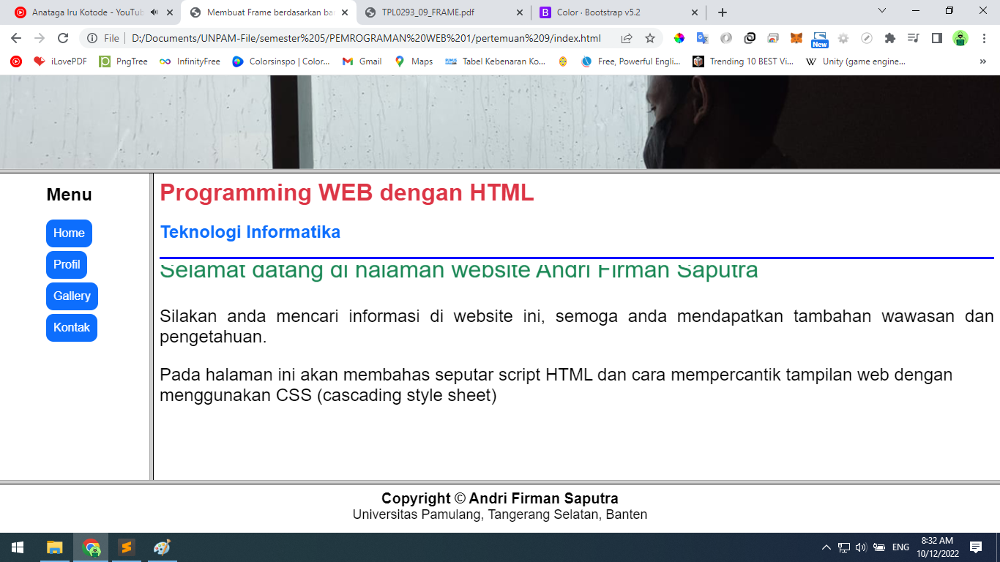 Anataga Iru Kotode - YouTub
Membuat Frame berdasarkan bar
TPL0293_09_FRAME.pdf
Color · Bootstrap v5.2
File
D:/Documents/UNPAM-File/semester%205/PEMROGRAMAN%20WEB%201/pertemuan%209/index.html
New
iLovePDF
PngTree
InfinityFree
Colorsinspo | Color...
Gmail
Maps
Tabel Kebenaran Ko...
Free, Powerful Engli...
Trending 10 BEST Vi...
Unity (game engine...
Menu
Home
Profil
Gallery
Kontak
Programming WEB dengan HTML
Teknologi Informatika
Selamat datang di halaman website Andri Firman Saputra
Silakan anda mencari informasi di website ini, semoga anda mendapatkan tambahan wawasan dan
pengetahuan.
Pada halaman ini akan membahas seputar script HTML dan cara mempercantik tampilan web dengan
menggunakan CSS (cascading style sheet)
Copyright © Andri Firman Saputra
Universitas Pamulang, Tangerang Selatan, Banten
ENG
8:32 AM
10/12/2022